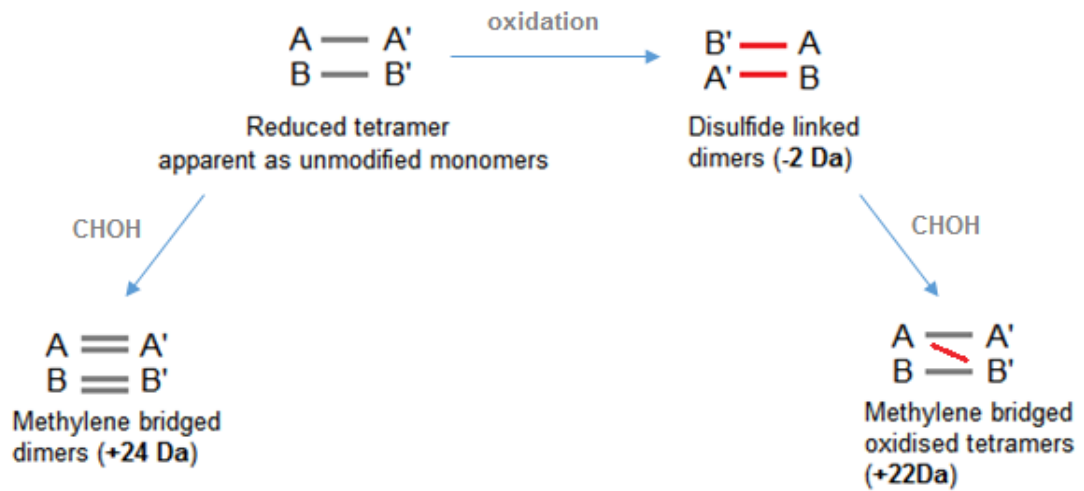 oxidation
A A'
B B'
B' A
A' B
Reduced tetramer
apparent as unmodified monomers
Disulfide linked
dimers (-2 Da)
CHOH
CHOH
A A'
B B'
Methylene bridged
dimers (+24 Da)
A A'
B B'
Methylene bridged
oxidised tetramers
(+22Da)